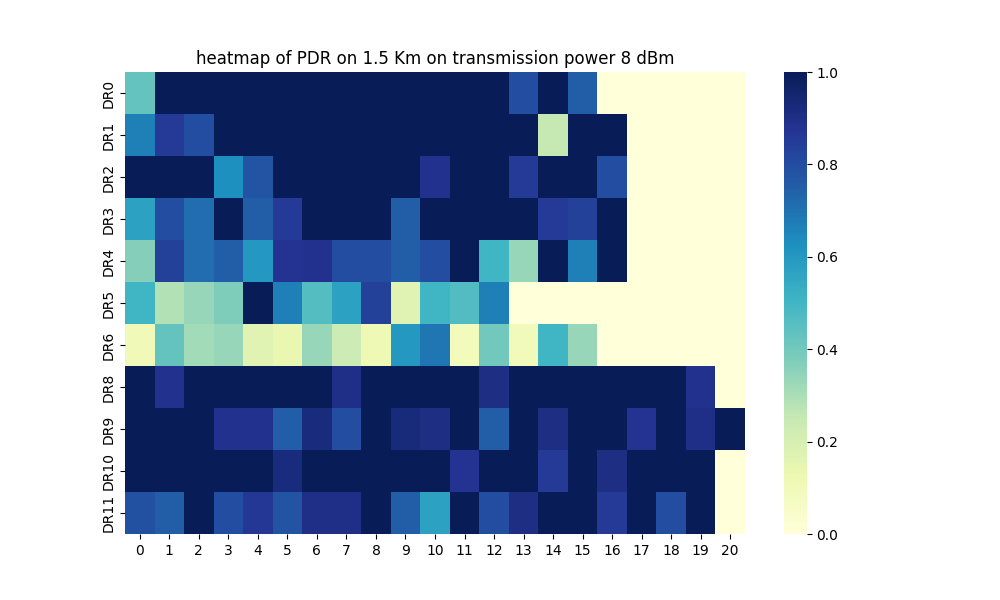 heatmap of PDR on 1.5 Km on transmission power 8 dBm
DR0
DR1
DR2
DR3
DR4
DR5
DR6
DR8
DR9
DR10
DR11
0 1 2 3 4 5 6 7 8 9 10 11 12 13 14 15 16 17 18 19 20
1.0
0.8
0.6
0.4
0.2
0.0